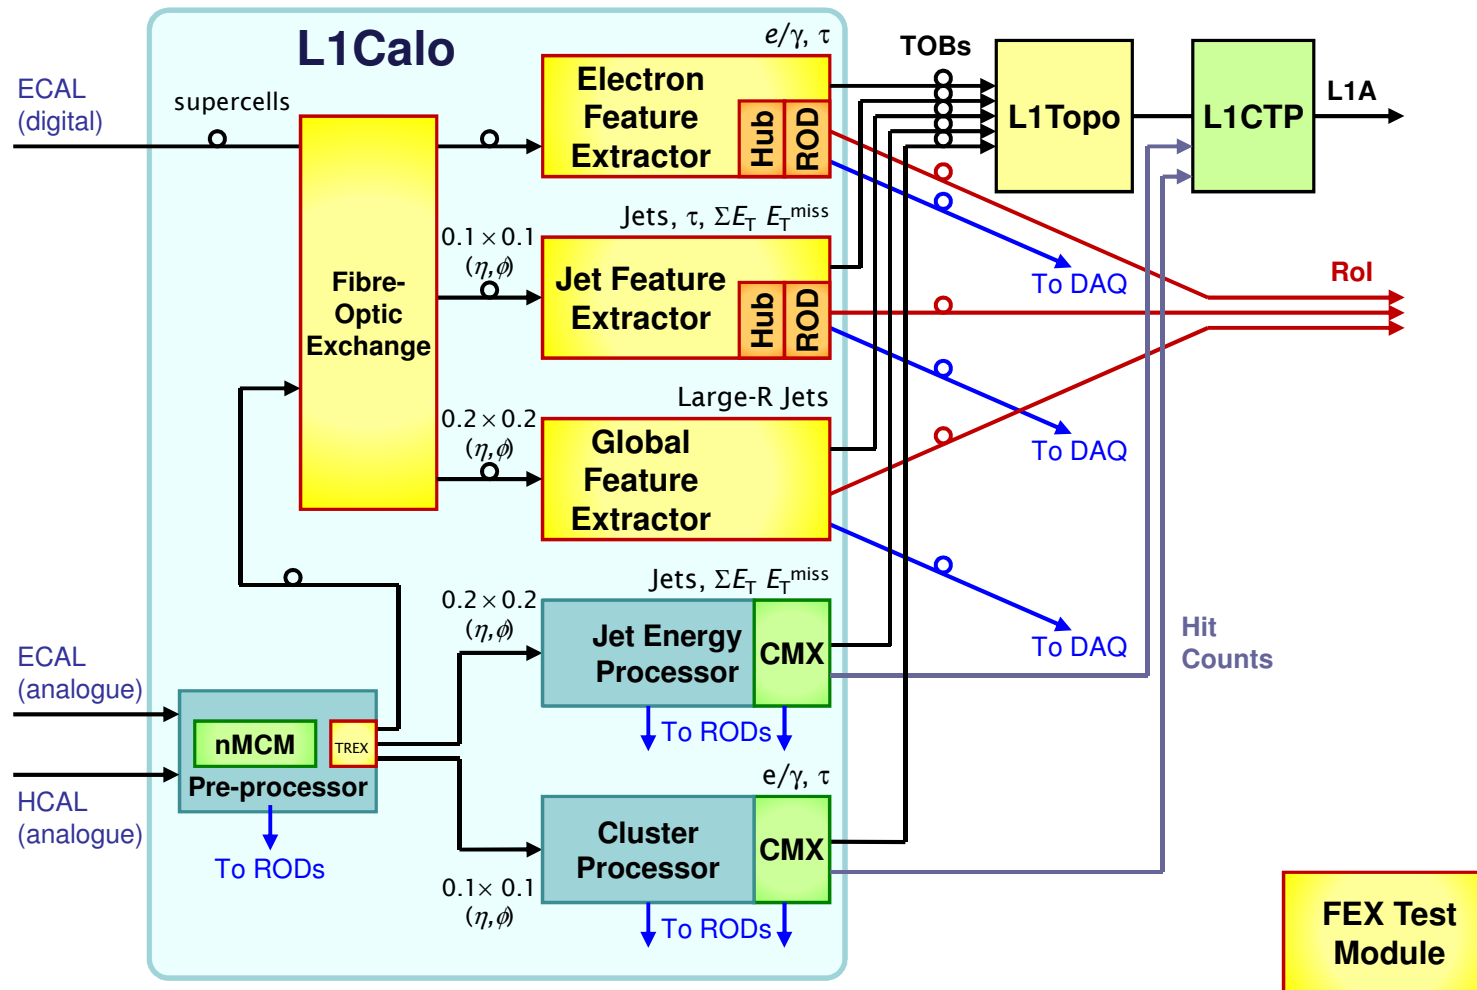 L1Calo
e/γ, τ
TOBs
ECAL
(digital)
supercells
Electron
Feature
Extractor
Hub
ROD
L1Topo
L1CTP
L1A
Jets, τ, ΣE_T E_T^miss
0.1 × 0.1
(η,ϕ)
Fibre-
Optic
Exchange
Jet Feature
Extractor
Hub
ROD
To DAQ
RoI
Large-R Jets
0.2 × 0.2
(η,ϕ)
Global
Feature
Extractor
To DAQ
Jets, ΣE_T E_T^miss
0.2 × 0.2
(η,ϕ)
Jet Energy
Processor
CMX
To DAQ
Hit
Counts
ECAL
(analogue)
nMCM
TREX
Pre-processor
To RODs
HCAL
(analogue)
To RODs
e/γ, τ
Cluster
Processor
CMX
0.1× 0.1
(η,ϕ)
To RODs
FEX Test
Module